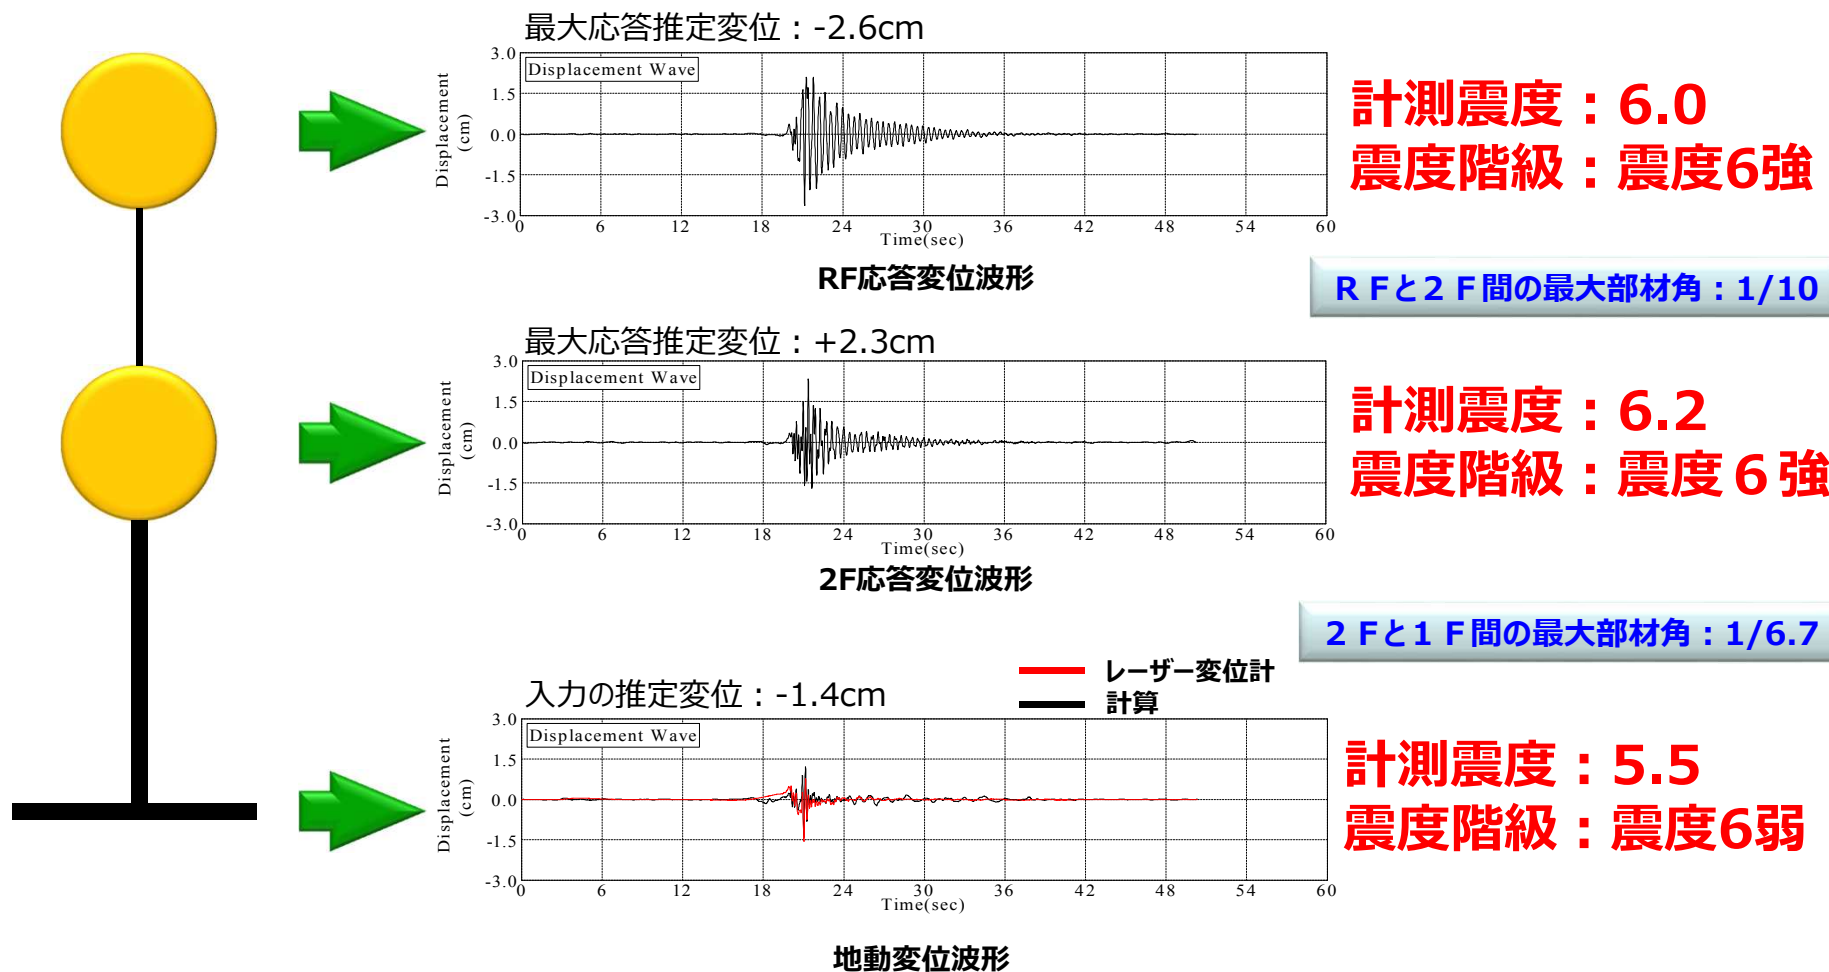 最大応答推定変位：-2.6cm
Displacement Wave
Displacement
(cm)
3.0
1.5
0.0
-1.5
-3.0
0 6 12 18 24 30 36 42 48 54 60
Time(sec)
RF応答変位波形
計測震度：6.0
震度階級：震度6強
ＲＦと２Ｆ間の最大部材角：1/10
最大応答推定変位：+2.3cm
Displacement Wave
Displacement
(cm)
3.0
1.5
0.0
-1.5
-3.0
0 6 12 18 24 30 36 42 48 54 60
Time(sec)
2F応答変位波形
計測震度：6.2
震度階級：震度６強
２Ｆと１Ｆ間の最大部材角：1/6.7
レーザー変位計
計算
入力の推定変位：-1.4cm
Displacement Wave
Displacement
(cm)
3.0
1.5
0.0
-1.5
-3.0
0 6 12 18 24 30 36 42 48 54 60
Time(sec)
地動変位波形
計測震度：5.5
震度階級：震度6弱